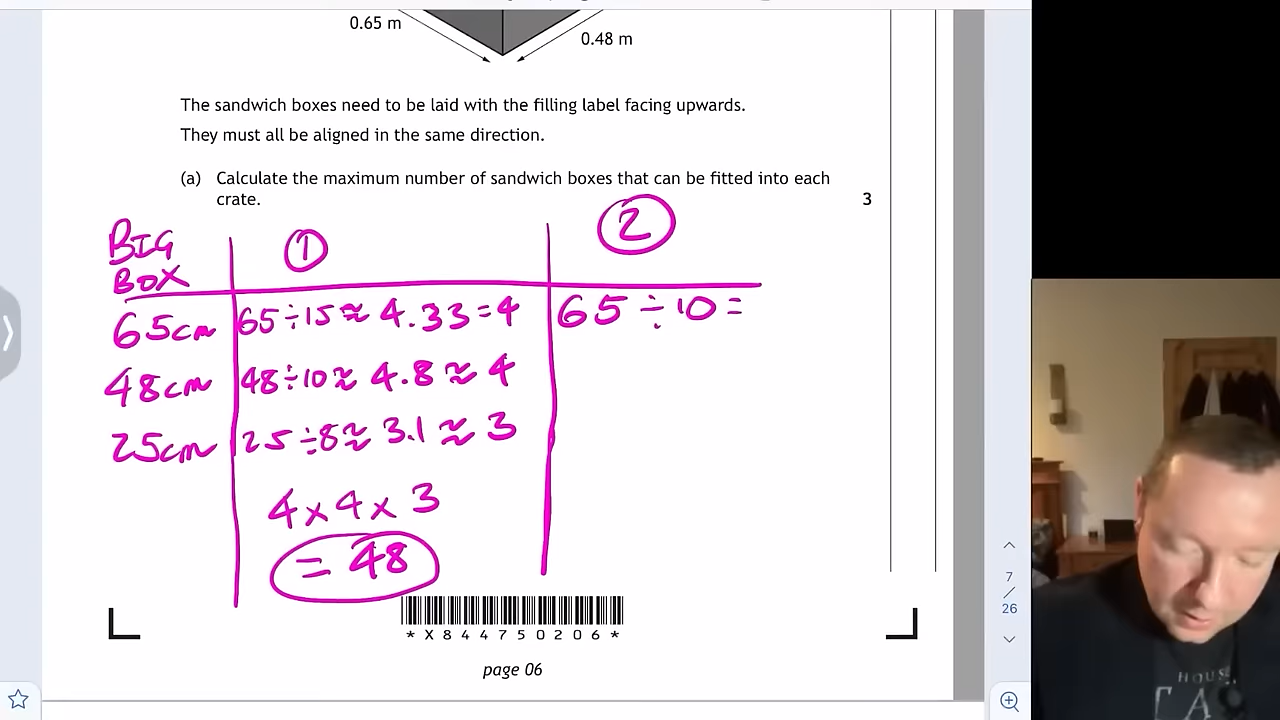 0.65 m
0.48 m
The sandwich boxes need to be laid with the filling label facing upwards.
They must all be aligned in the same direction.
(a) Calculate the maximum number of sandwich boxes that can be fitted into each
crate.
3
BIG
BOX
1
2
65cm 65÷15≈ 4.33=4 65÷10=
48cm 48÷10≈ 4.8≈4
25cm 25÷8≈ 3.1≈3
4×4×3
= 48
*X844750206*
page 06
7
/
26
HOUS